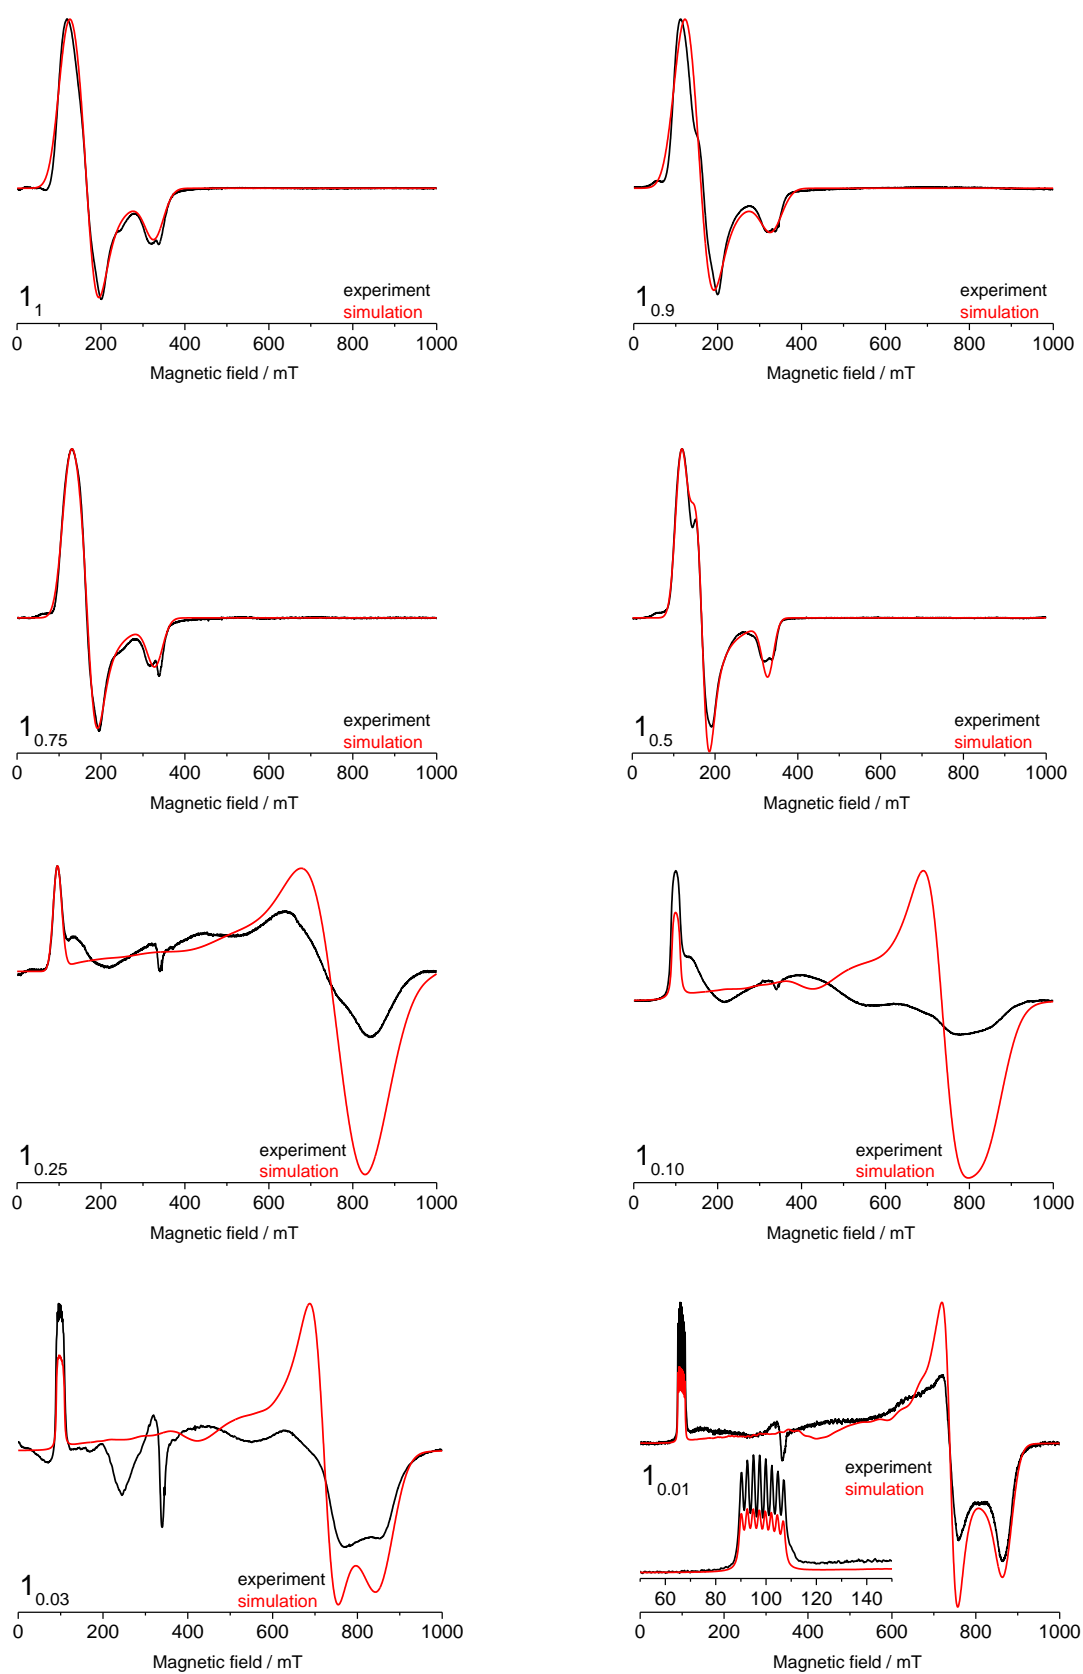 experiment
simulation
1 1
0 200 400 600 800 1000
Magnetic field / mT
experiment
simulation
1 0.9
0 200 400 600 800 1000
Magnetic field / mT
experiment
simulation
1 0.75
0 200 400 600 800 1000
Magnetic field / mT
experiment
simulation
1 0.5
0 200 400 600 800 1000
Magnetic field / mT
experiment
simulation
1 0.25
0 200 400 600 800 1000
Magnetic field / mT
experiment
simulation
1 0.10
0 200 400 600 800 1000
Magnetic field / mT
experiment
simulation
1 0.03
0 200 400 600 800 1000
Magnetic field / mT
experiment
simulation
1 0.01
60 80 100 120 140
0 200 400 600 800 1000
Magnetic field / mT